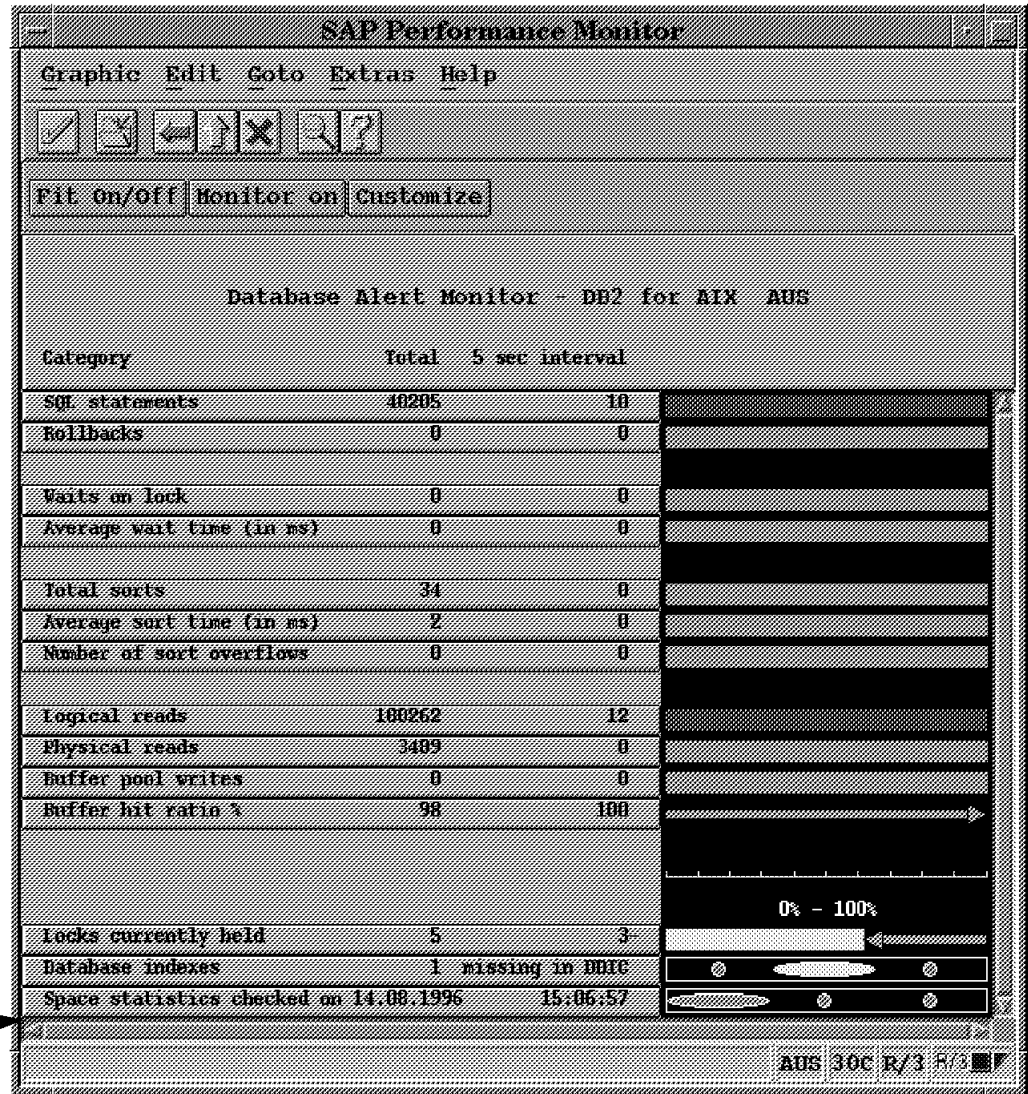 SAP Performance Monitor
Graphic Edit Goto Extras Help
Fit On/Off Monitor on Customize
Database Alert Monitor - DB2 for AIX AUS
Category Total 5 sec interval
SQL statements 40205 10
Rollbacks 0 0
Waits on lock 0 0
Average wait time (in ms) 0 0
Total sorts 34 0
Average sort time (in ms) 2 0
Number of sort overflows 0 0
Logical reads 180262 12
Physical reads 3409 0
Buffer pool writes 0 0
Buffer hit ratio % 98 100
0% - 100%
Locks currently held 5 3-
Database indexes 1 missing in DDIC
Space statistics checked on 14.08.1996 15:06:57
AUS 30C R/3 R/3